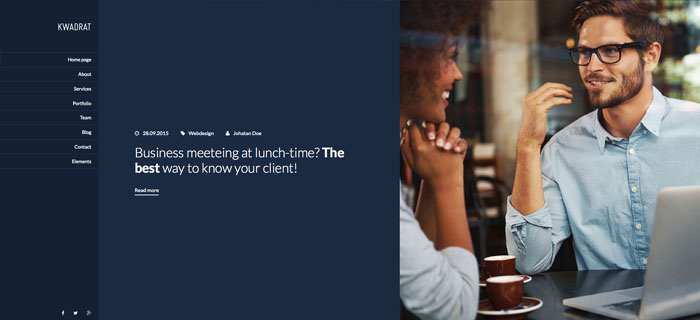 KWADRAT
Home page
About
Services
Portfolio
Team
Blog
Contact
Elements
28.09.2015 Webdesign Johatan Doe
Business meeteing at lunch-time? The
best way to know your client!
Read more